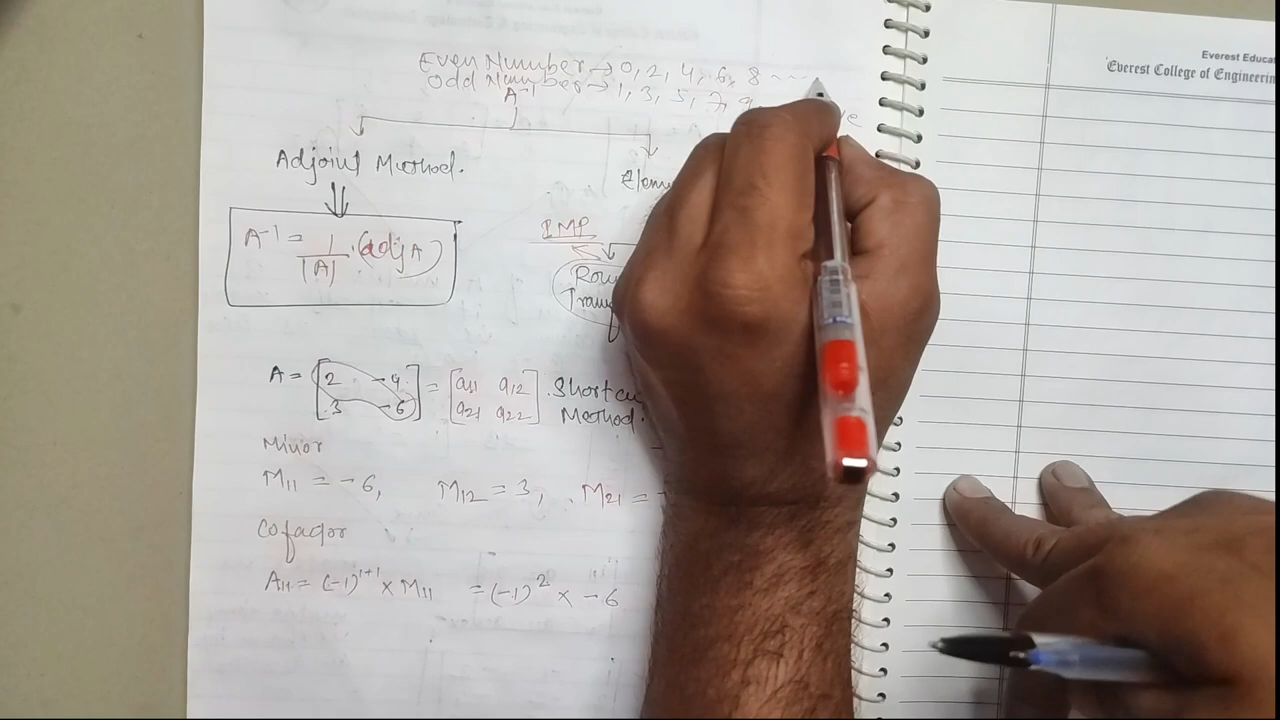 Even Number → 0, 2, 4, 6, 8 ----
Odd Number → 1, 3, 5, 7, 9
A⁻¹
Adjoint Method.
A⁻¹ = 1/|A| · (adj A)
IMP
A = [2 -4; 3 -6] = [a11 a12; a21 a22] .
Method.
Minor
M11 = -6, M12 = 3, M21 =
Cofactor
A11 = (-1)¹⁺¹ × M11 = (-1)² × -6
Everest College of